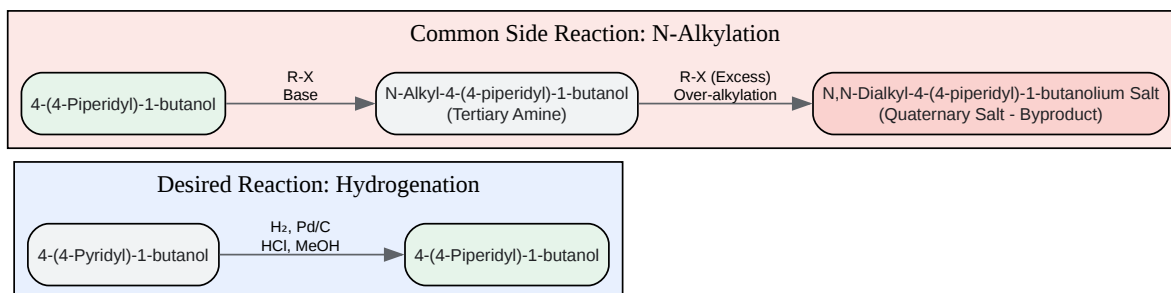 Common Side Reaction: N-Alkylation
4-(4-Piperidyl)-1-butanol
R-X
Base
N-Alkyl-4-(4-piperidyl)-1-butanol
(Tertiary Amine)
R-X (Excess)
Over-alkylation
N,N-Dialkyl-4-(4-piperidyl)-1-butanolium Salt
(Quaternary Salt - Byproduct)
Desired Reaction: Hydrogenation
4-(4-Pyridyl)-1-butanol
H₂, Pd/C
HCl, MeOH
4-(4-Piperidyl)-1-butanol